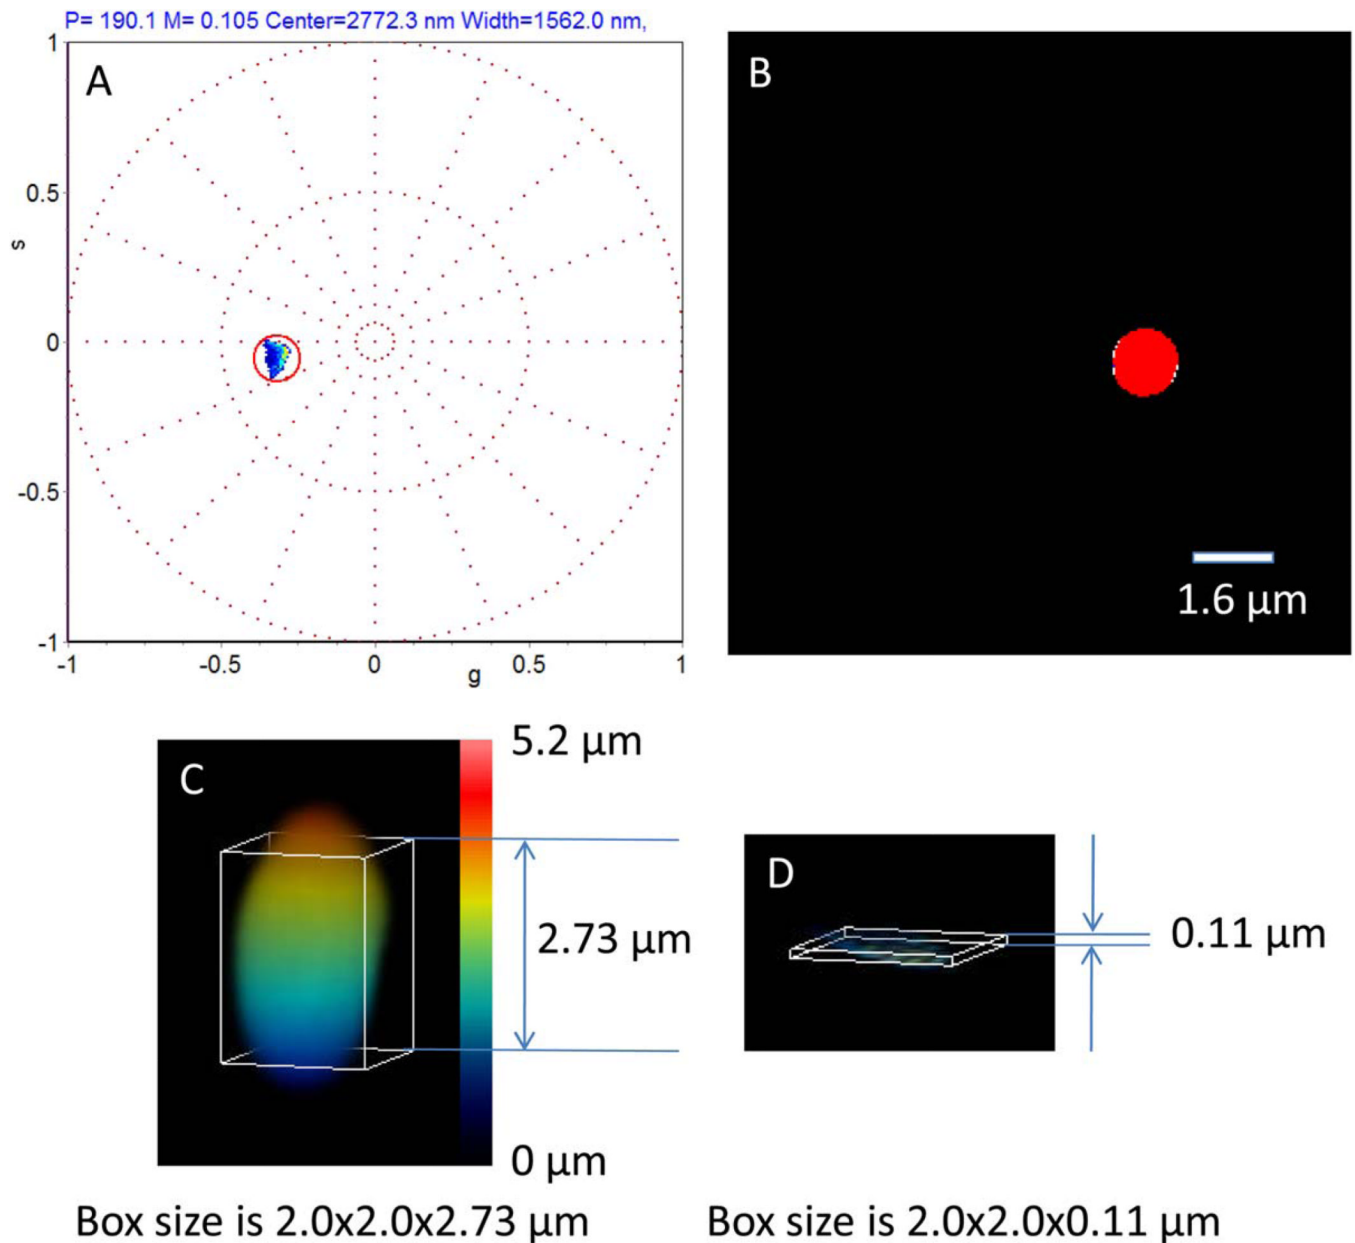 P= 190.1 M= 0.105 Center=2772.3 nm Width=1562.0 nm,
A
1
0.5
0
-0.5
-1
s
-1
-0.5
0
0.5
1
g
B
1.6 μm
C
5.2 μm
2.73 μm
0 μm
Box size is 2.0x2.0x2.73 μm
D
0.11 μm
Box size is 2.0x2.0x0.11 μm